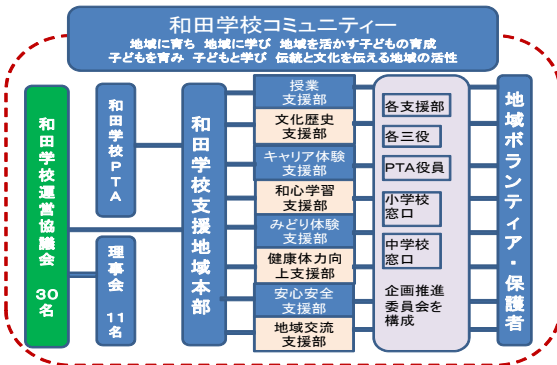 和田学校コミュニティー
地域に育ち 地域に学び 地域を活かす子どもの育成
子どもを育み 子どもと学び 伝統と文化を伝える地域の活性
和田学校運営協議会 30名
和田学校PTA
理事会 11名
和田学校支援地域本部
授業
支援部
文化歴史
支援部
キャリア体験
支援部
和心学習
支援部
みどり体験
支援部
健康体力向
上支援部
安心安全
支援部
地域交流
支援部
各支援部
各三役
PTA役員
小学校
窓口
中学校
窓口
企画推進
委員会を
構成
地域ボランティア・保護者